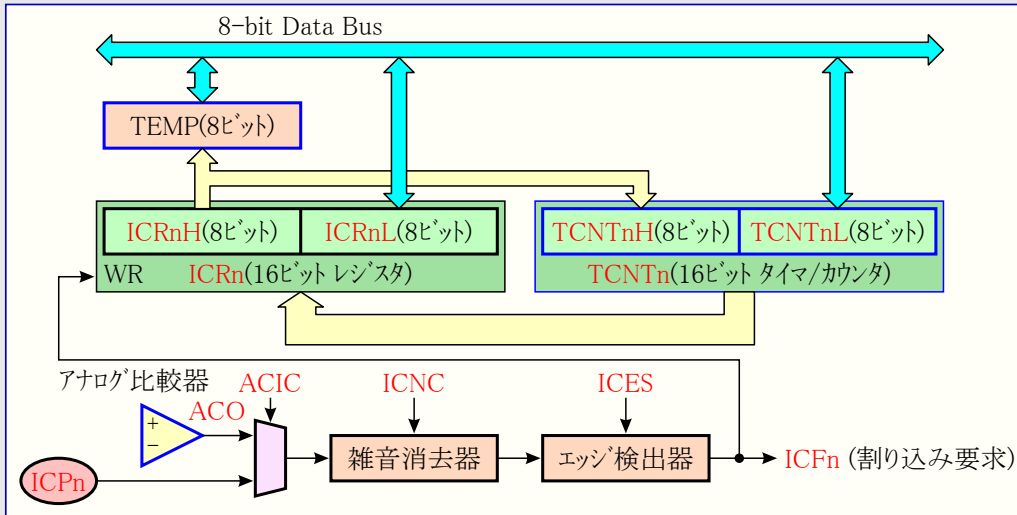 8-bit Data Bus
TEMP(8ﾋﾞｯﾄ)
ICRnH(8ﾋﾞｯﾄ)
ICRnL(8ﾋﾞｯﾄ)
TCNTnH(8ﾋﾞｯﾄ)
TCNTnL(8ﾋﾞｯﾄ)
WR
ICRn(16ﾋﾞｯﾄ ﾚｼﾞｽﾀ)
TCNTn(16ﾋﾞｯﾄ ﾀｲﾏ/ｶｳﾝﾀ)
ｱﾅﾛｸﾞ比較器
ACIC
ICNC
ICES
ACO
+
−
雑音消去器
ｴｯｼﾞ検出器
ICFn (割り込み要求)
ICPn